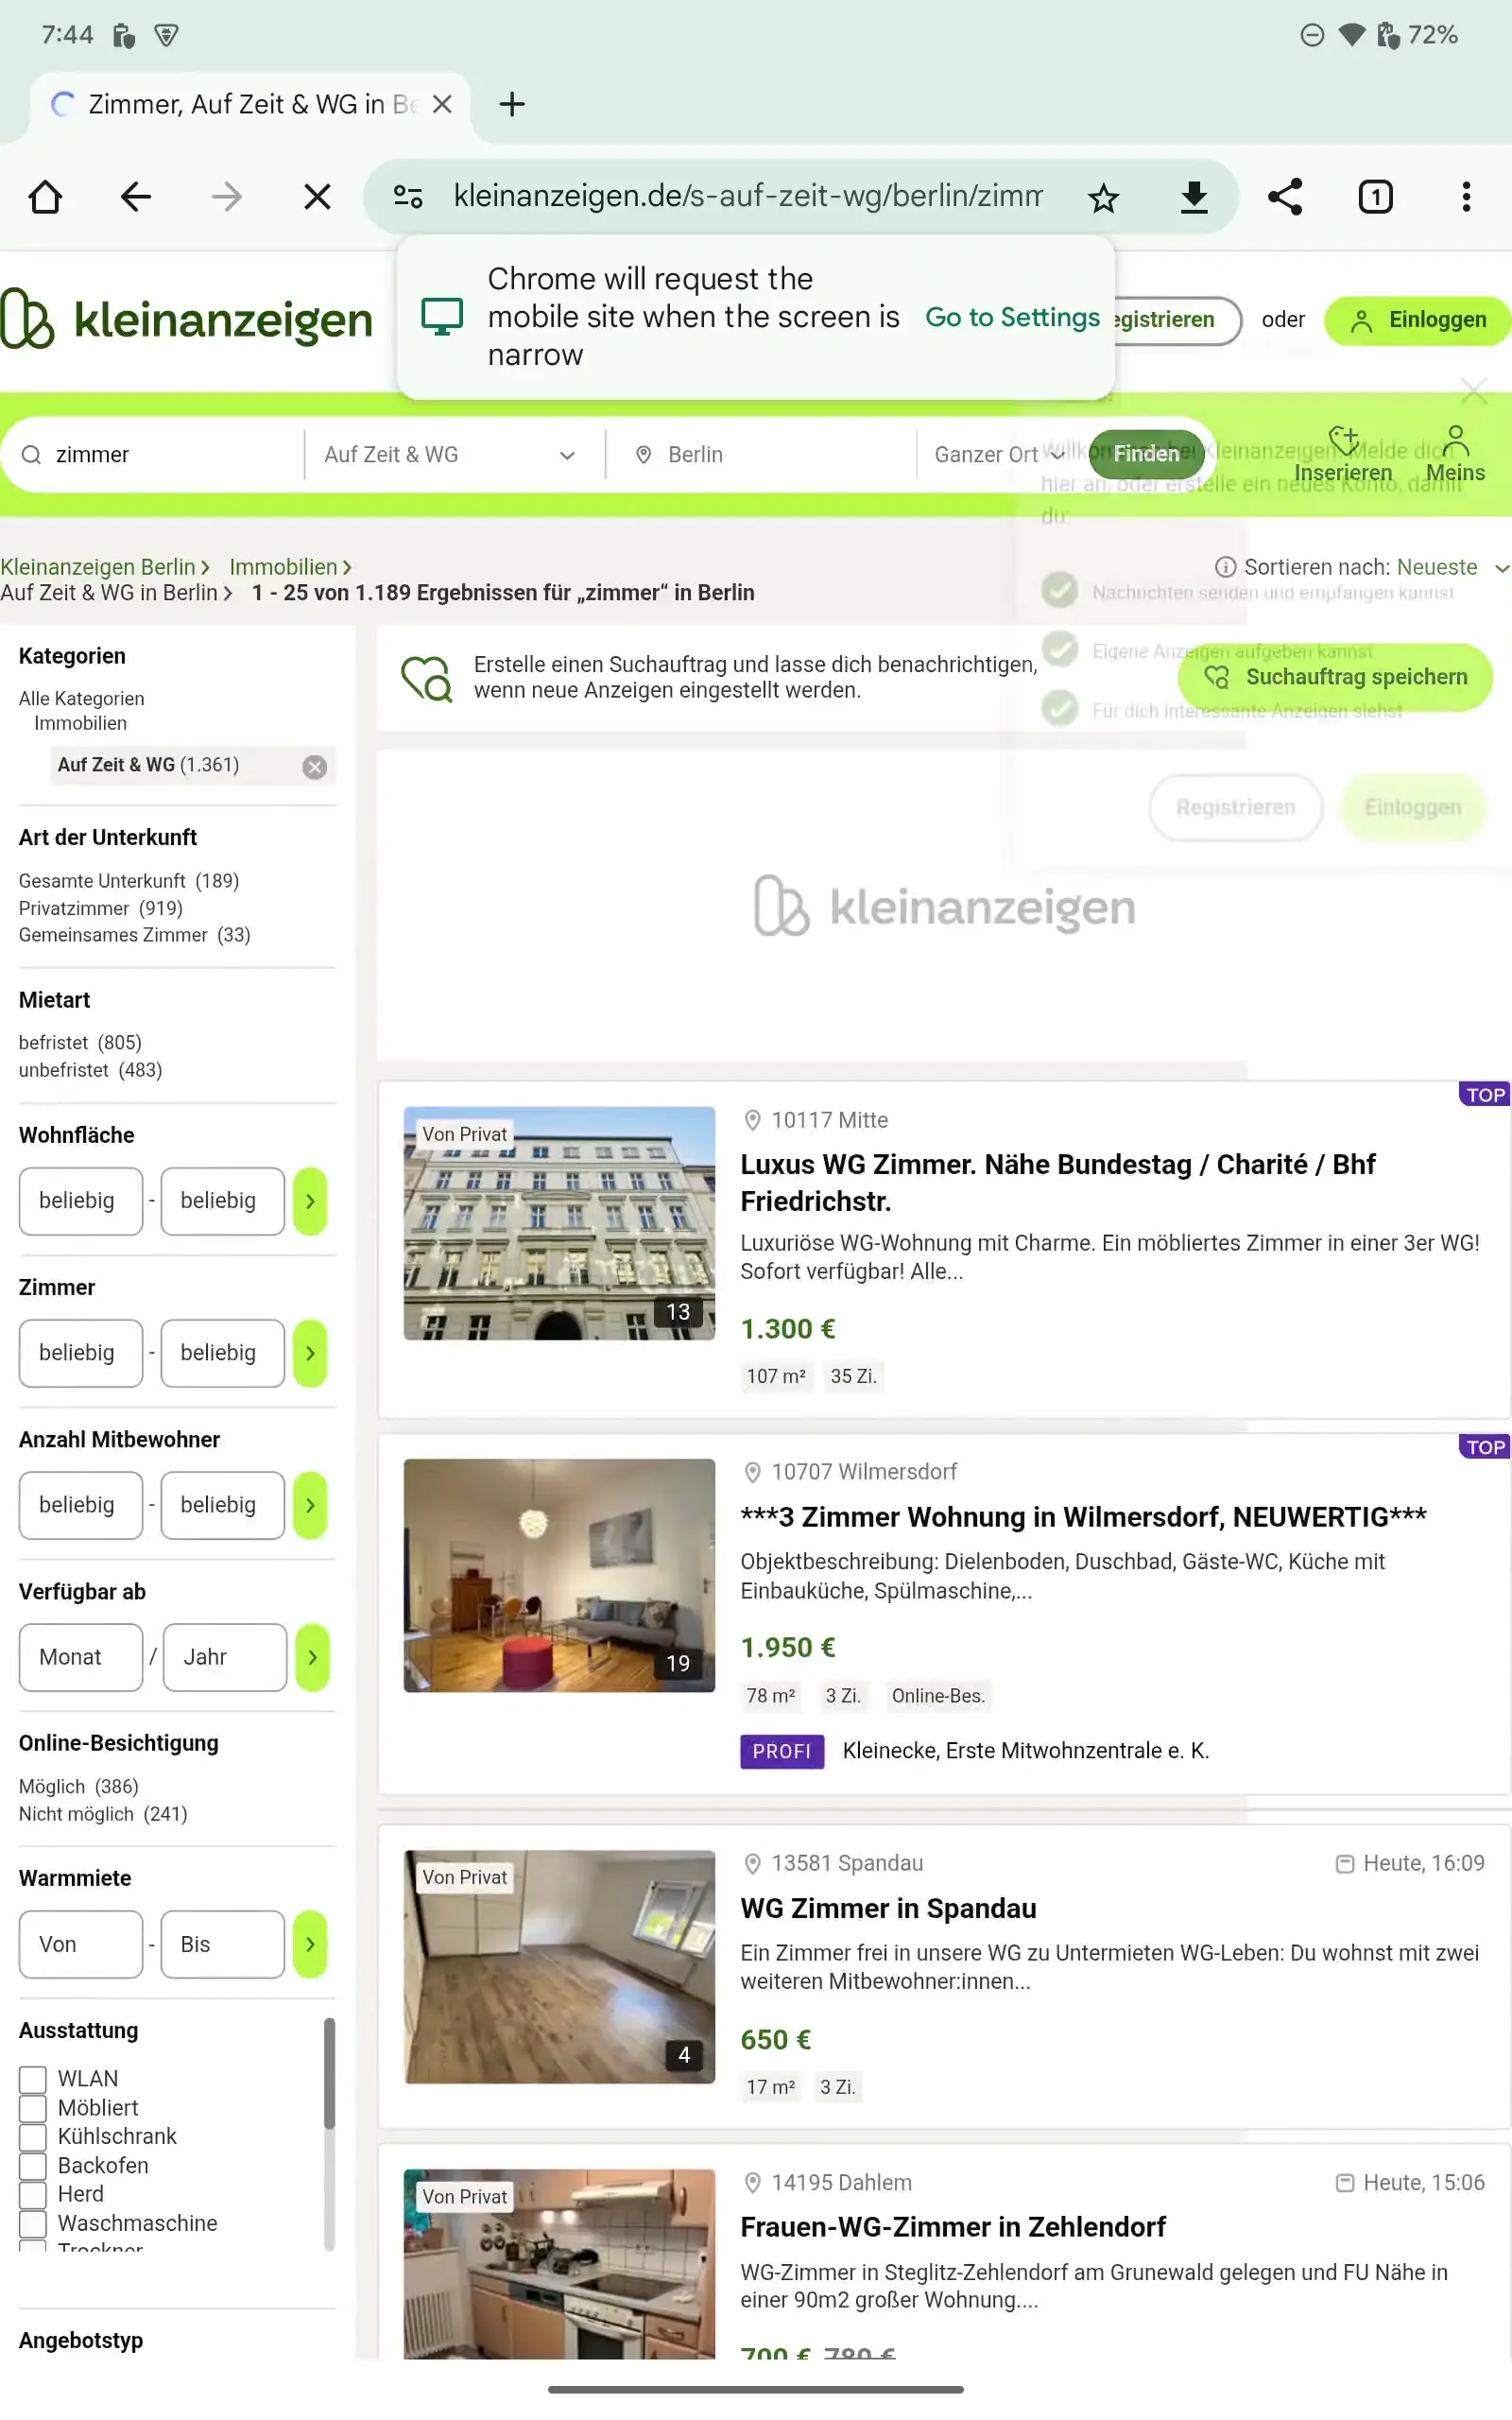 7:44
72%
Zimmer, Auf Zeit & WG in Be
kleinanzeigen.de/s-auf-zeit-wg/berlin/zimm
1
Chrome will request the
mobile site when the screen is
narrow
Go to Settings
kleinanzeigen
egistrieren
oder
Einloggen
zimmer
Auf Zeit & WG
Berlin
Ganzer Ort
Finden
Inserieren
Meins
Kleinanzeigen. Melde dich
hier an, oder erstelle ein neues Konto, damit
du:
Nachrichten senden und empfangen kannst
Eigene Anzeigen aufgeben kannst
Für dich interessante Anzeigen siehst
Registrieren
Einloggen
Kleinanzeigen Berlin
Immobilien
Auf Zeit & WG in Berlin
1 - 25 von 1.189 Ergebnissen für „zimmer“ in Berlin
Sortieren nach: Neueste
Kategorien
Alle Kategorien
Immobilien
Auf Zeit & WG (1.361)
Art der Unterkunft
Gesamte Unterkunft (189)
Privatzimmer (919)
Gemeinsames Zimmer (33)
Mietart
befristet (805)
unbefristet (483)
Wohnfläche
beliebig - beliebig
Zimmer
beliebig - beliebig
Anzahl Mitbewohner
beliebig - beliebig
Verfügbar ab
Monat / Jahr
Online-Besichtigung
Möglich (386)
Nicht möglich (241)
Warmmiete
Von - Bis
Ausstattung
WLAN
Möbliert
Kühlschrank
Backofen
Herd
Waschmaschine
Trockner
Angebotstyp
Erstelle einen Suchauftrag und lasse dich benachrichtigen,
wenn neue Anzeigen eingestellt werden.
Suchauftrag speichern
kleinanzeigen
TOP
Von Privat
13
10117 Mitte
Luxus WG Zimmer. Nähe Bundestag / Charité / Bhf
Friedrichstr.
Luxuriöse WG-Wohnung mit Charme. Ein möbliertes Zimmer in einer 3er WG!
Sofort verfügbar! Alle...
1.300 €
107 m²
35 Zi.
TOP
19
10707 Wilmersdorf
***3 Zimmer Wohnung in Wilmersdorf, NEUWERTIG***
Objektbeschreibung: Dielenboden, Duschbad, Gäste-WC, Küche mit
Einbauküche, Spülmaschine,...
1.950 €
78 m²
3 Zi.
Online-Bes.
PROFI
Kleinecke, Erste Mitwohnzentrale e. K.
Von Privat
4
13581 Spandau
Heute, 16:09
WG Zimmer in Spandau
Ein Zimmer frei in unsere WG zu Untermieten WG-Leben: Du wohnst mit zwei
weiteren Mitbewohner:innen...
650 €
17 m²
3 Zi.
Von Privat
14195 Dahlem
Heute, 15:06
Frauen-WG-Zimmer in Zehlendorf
WG-Zimmer in Steglitz-Zehlendorf am Grunewald gelegen und FU Nähe in
einer 90m2 großer Wohnung....
700 € 780 €